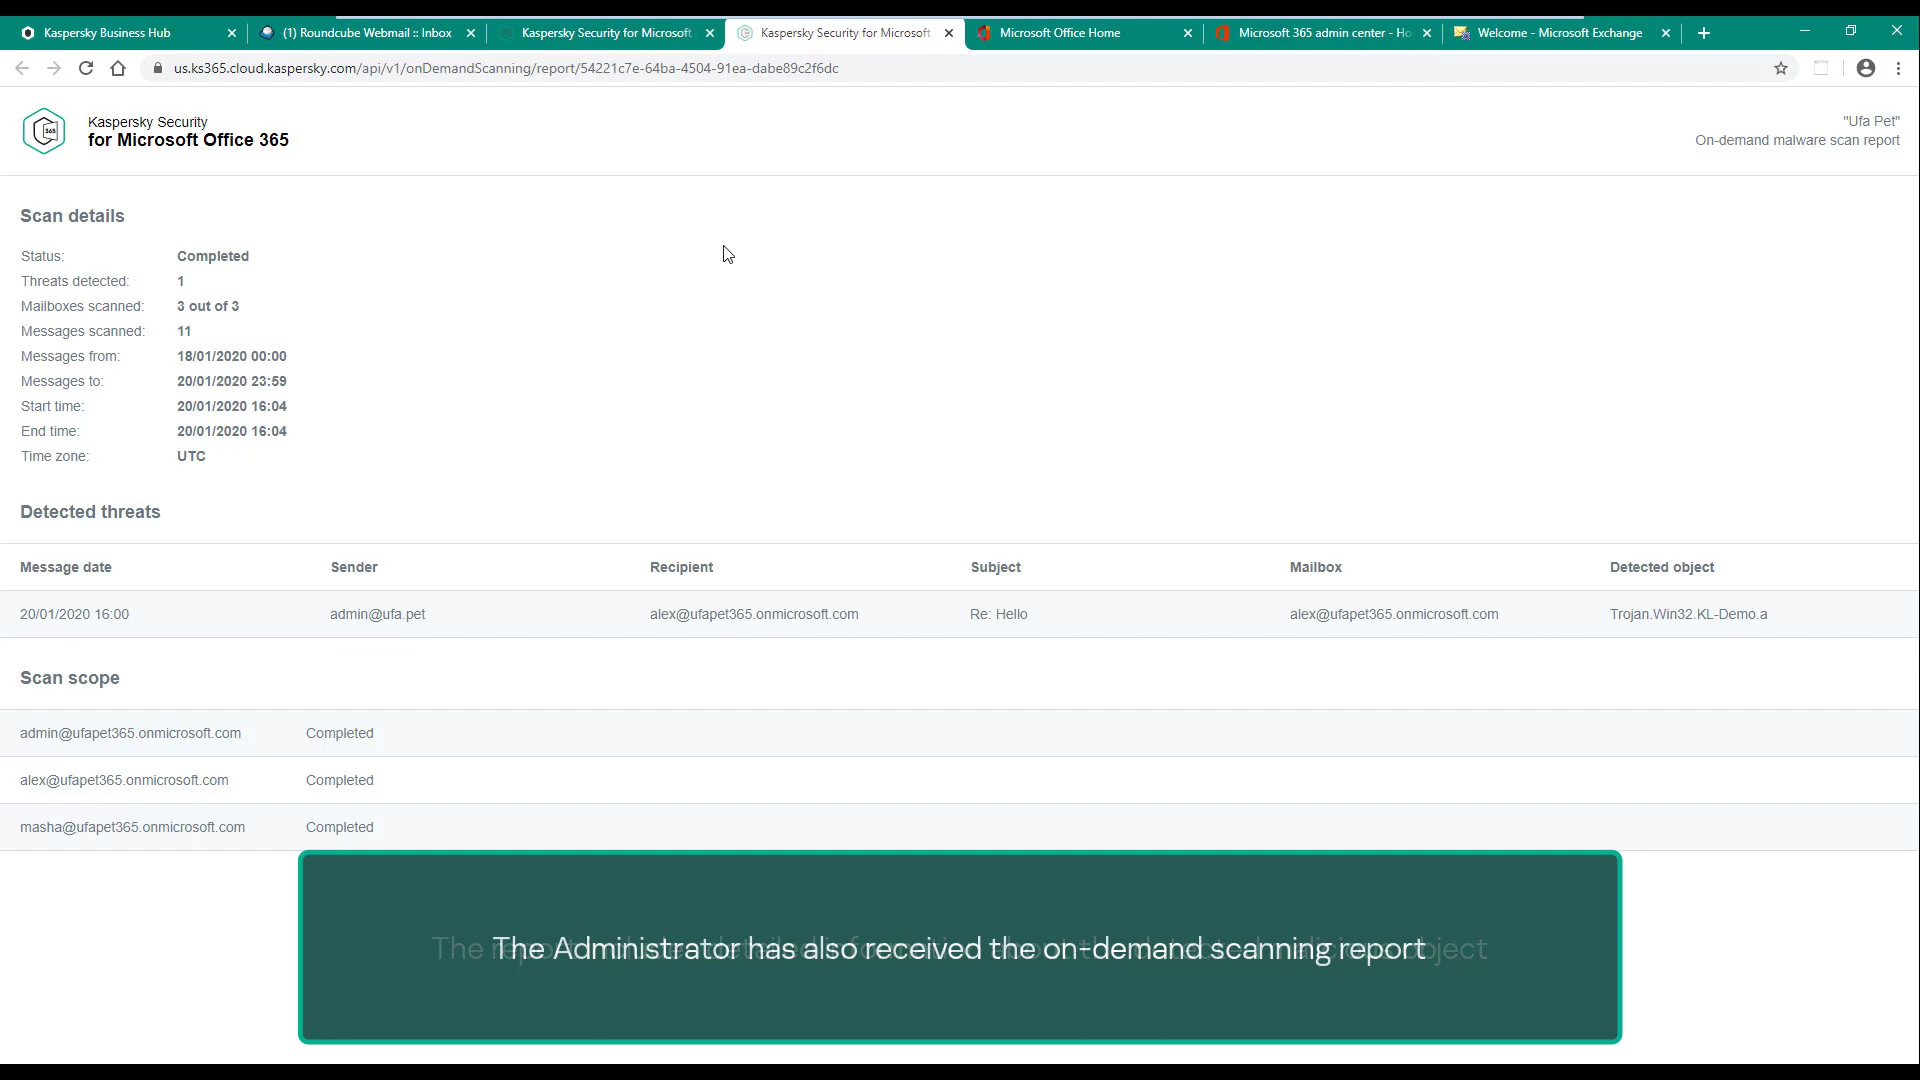 Kaspersky Business Hub
(1) Roundcube Webmail :: Inbox
Kaspersky Security for Microsoft
Kaspersky Security for Microsoft
Microsoft Office Home
Microsoft 365 admin center - Ho
Welcome - Microsoft Exchange
us.ks365.cloud.kaspersky.com/api/v1/onDemandScanning/report/54221c7e-64ba-4504-91ea-dabe89c2f6dc
365
Kaspersky Security
for Microsoft Office 365
"Ufa Pet"
On-demand malware scan report
Scan details
Status: Completed
Threats detected: 1
Mailboxes scanned: 3 out of 3
Messages scanned: 11
Messages from: 18/01/2020 00:00
Messages to: 20/01/2020 23:59
Start time: 20/01/2020 16:04
End time: 20/01/2020 16:04
Time zone: UTC
Detected threats
Message date Sender Recipient Subject Mailbox Detected object
20/01/2020 16:00 admin@ufa.pet alex@ufapet365.onmicrosoft.com Re: Hello alex@ufapet365.onmicrosoft.com Trojan.Win32.KL-Demo.a
Scan scope
admin@ufapet365.onmicrosoft.com Completed
alex@ufapet365.onmicrosoft.com Completed
masha@ufapet365.onmicrosoft.com Completed
The Administrator has also received the on-demand scanning report